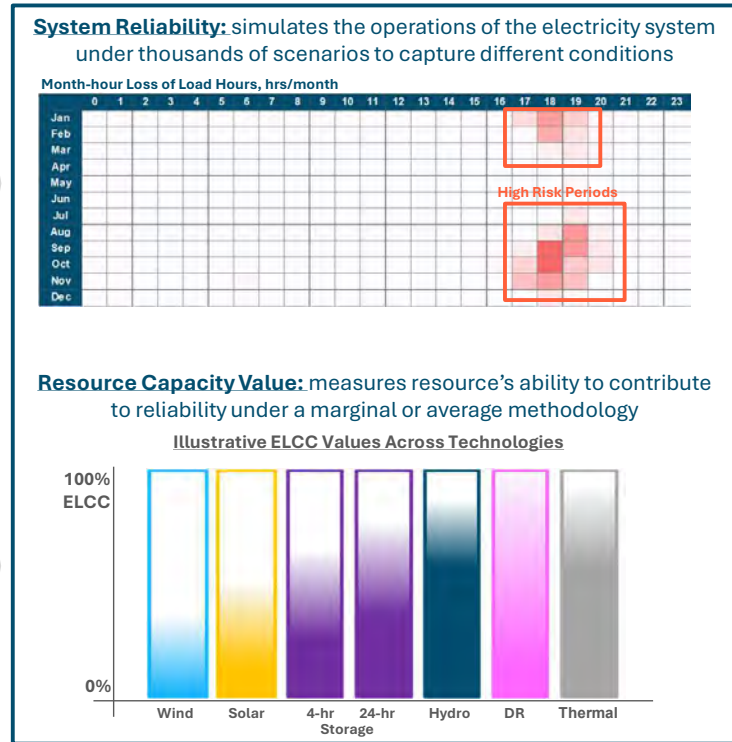 System Reliability: simulates the operations of the electricity system
under thousands of scenarios to capture different conditions
Month-hour Loss of Load Hours, hrs/month
0 1 2 3 4 5 6 7 8 9 10 11 12 13 14 15 16 17 18 19 20 21 22 23
Jan
Feb
Mar
Apr
May
Jun
High Risk Periods
Jul
Aug
Sep
Oct
Nov
Dec
Resource Capacity Value: measures resource's ability to contribute
to reliability under a marginal or average methodology
Illustrative ELCC Values Across Technologies
100%
ELCC
0%
Wind Solar 4-hr 24-hr Hydro DR Thermal
Storage